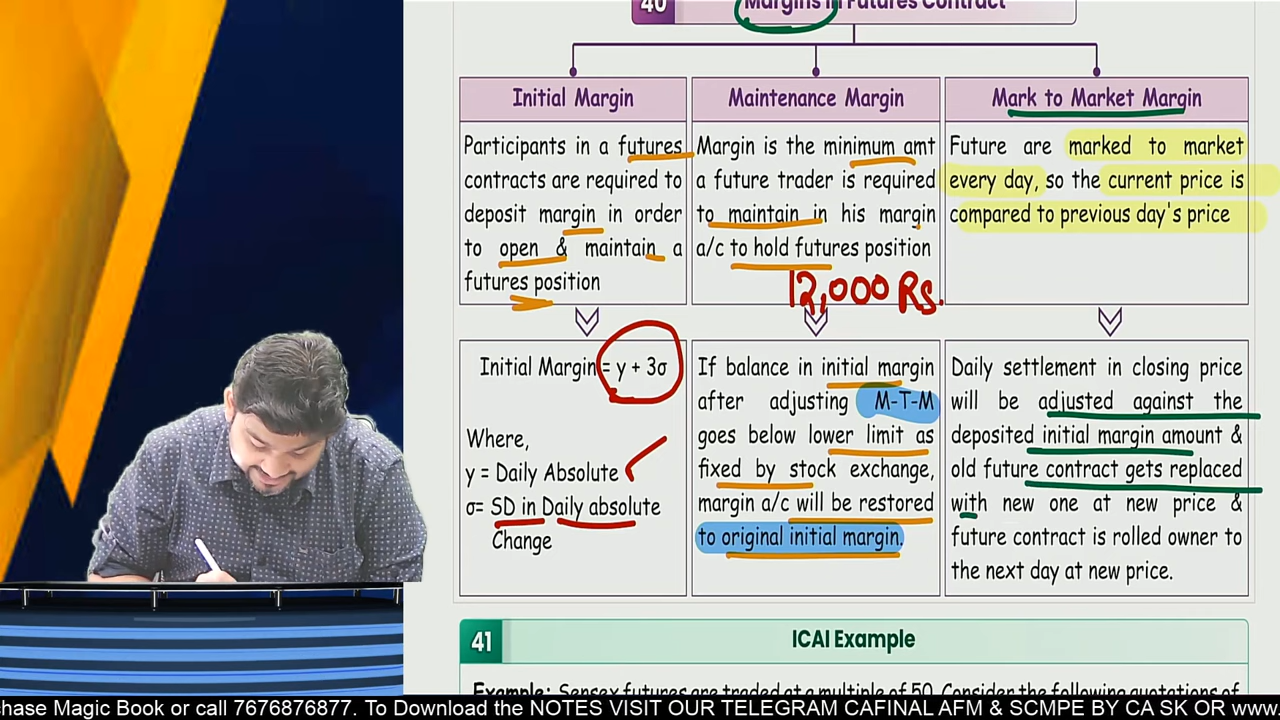 40 Margins in Futures Contract
Initial Margin
Participants in a futures
contracts are required to
deposit margin in order
to open & maintain a
futures position
Initial Margin = y + 3σ
Where,
y = Daily Absolute
σ= SD in Daily absolute
Change
Maintenance Margin
Margin is the minimum amt
a future trader is required
to maintain in his margin
a/c to hold futures position
12,000 Rs.
If balance in initial margin
after adjusting M-T-M
goes below lower limit as
fixed by stock exchange,
margin a/c will be restored
to original initial margin.
Mark to Market Margin
Future are marked to market
every day, so the current price is
compared to previous day's price
Daily settlement in closing price
will be adjusted against the
deposited initial margin amount &
old future contract gets replaced
with new one at new price &
future contract is rolled owner to
the next day at new price.
41 ICAI Example
Example: Sensex futures are traded at a multiple of 50. Consider the following quotations of
chase Magic Book or call 7676876877. To Download the NOTES VISIT OUR TELEGRAM CAFINAL AFM & SCMPE BY CA SK OR www.